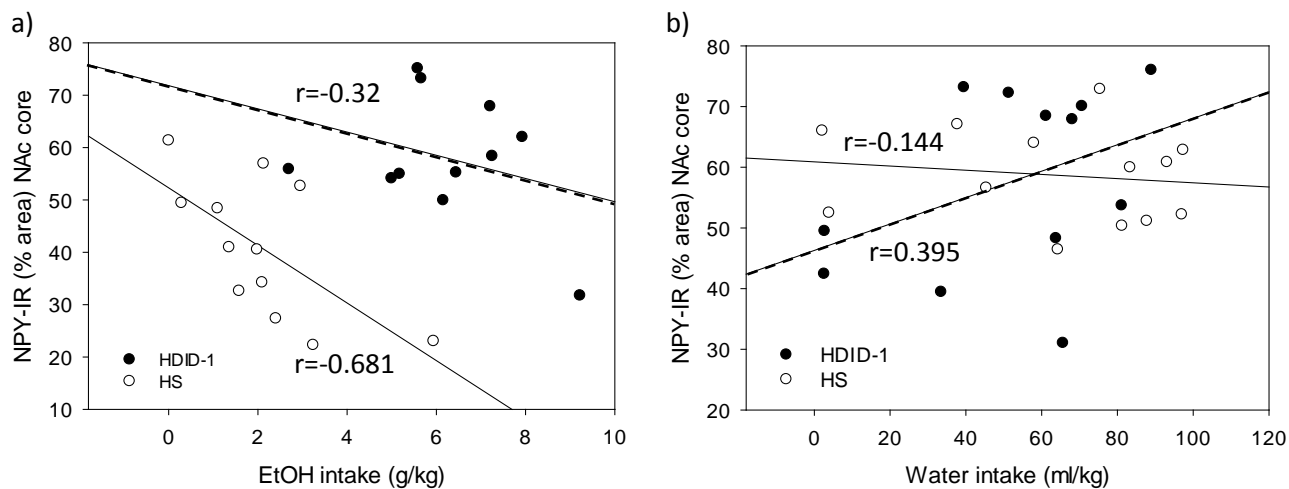 a)
80
70
60
50
40
30
20
10
NPY-IR (% area) NAc core
r=-0.32
r=-0.681
HDID-1
HS
0 2 4 6 8 10
EtOH intake (g/kg)
b)
80
70
60
50
40
30
20
NPY-IR (% area) NAc core
r=-0.144
r=0.395
HDID-1
HS
0 20 40 60 80 100 120
Water intake (ml/kg)